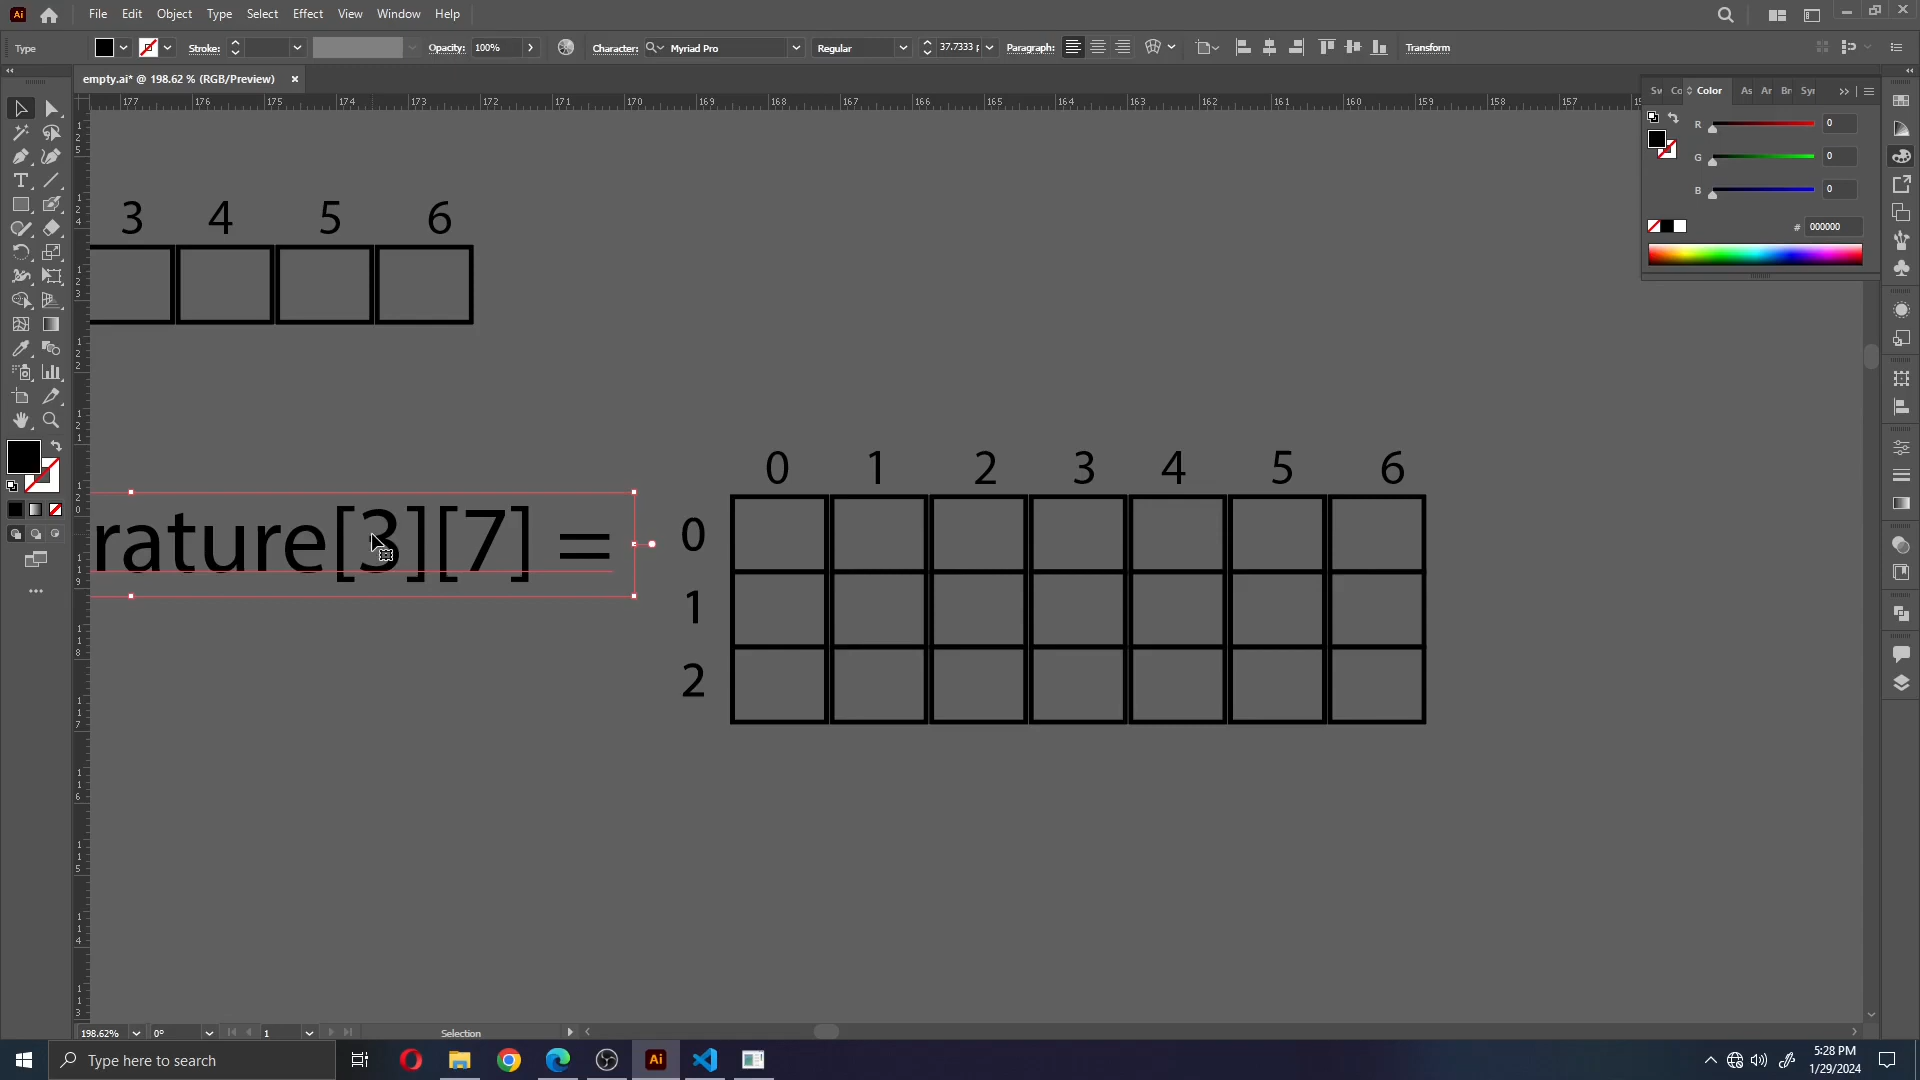 File Edit Object Type Select Effect View Window Help
Type Stroke: Opacity: 100% Character: Myriad Pro Regular 37.7333 p Paragraph: Transform
empty.ai* @ 198.62 % (RGB/Preview)
177 176 175 174 173 172 171 170 169 168 167 166 165 164 163 162 161 160 159 158 157
Color
R 0
G 0
B 0
# 000000
3 4 5 6
0 1 2 3 4 5 6
rature[3][7] =
0
1
2
198.62% 0° 1 Selection
Type here to search
5:28 PM
1/29/2024